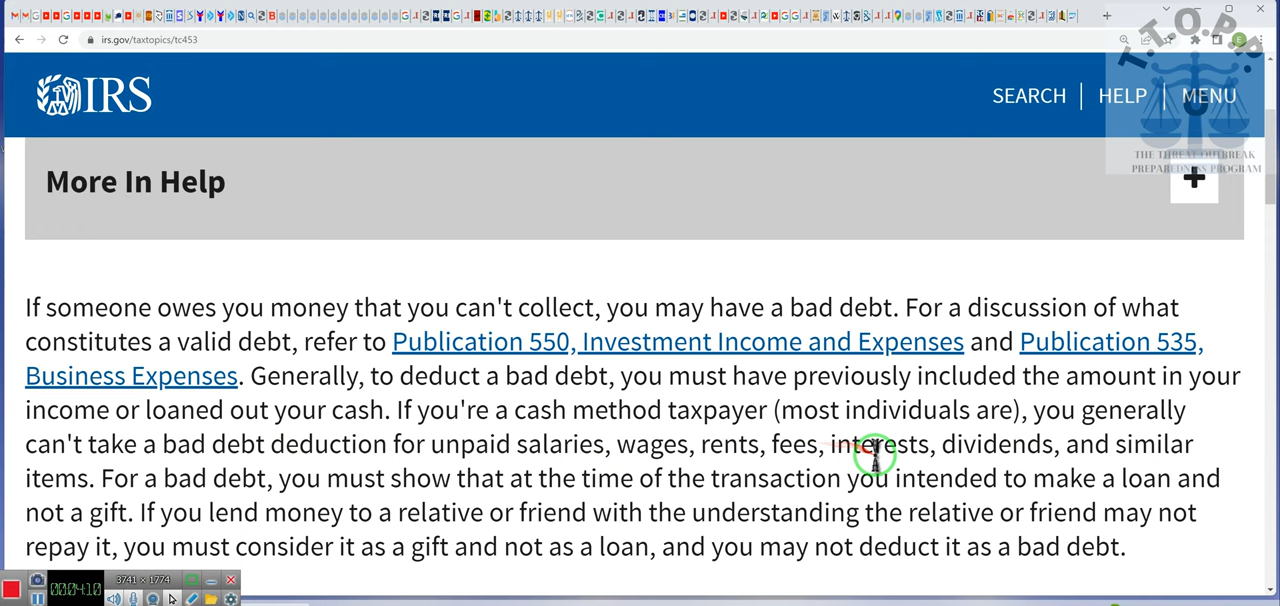 irs.gov/taxtopics/tc453
T.T.O.P.P.
IRS
SEARCH | HELP | MENU
THE THREAT OUTBREAK
PREPAREDNESS PROGRAM
More In Help
If someone owes you money that you can't collect, you may have a bad debt. For a discussion of what
constitutes a valid debt, refer to Publication 550, Investment Income and Expenses and Publication 535,
Business Expenses. Generally, to deduct a bad debt, you must have previously included the amount in your
income or loaned out your cash. If you're a cash method taxpayer (most individuals are), you generally
can't take a bad debt deduction for unpaid salaries, wages, rents, fees, interests, dividends, and similar
items. For a bad debt, you must show that at the time of the transaction you intended to make a loan and
not a gift. If you lend money to a relative or friend with the understanding the relative or friend may not
repay it, you must consider it as a gift and not as a loan, and you may not deduct it as a bad debt.
3741 × 1774
00:04:10